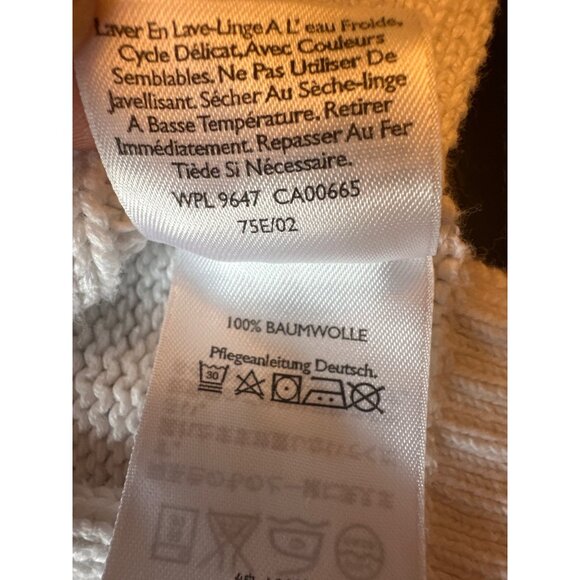 Laver En Lave-Linge A L' eau Froide,
Cycle Délicat, Avec Couleurs
Semblables. Ne Pas Utiliser De
Javellisant. Sécher Au Sèche-linge
A Basse Température. Retirer
Immédiatement. Repasser Au Fer
Tiède Si Nécessaire.
WPL 9647 CA00665
75E/02
100% BAUMWOLLE
Pflegeanleitung Deutsch.
30